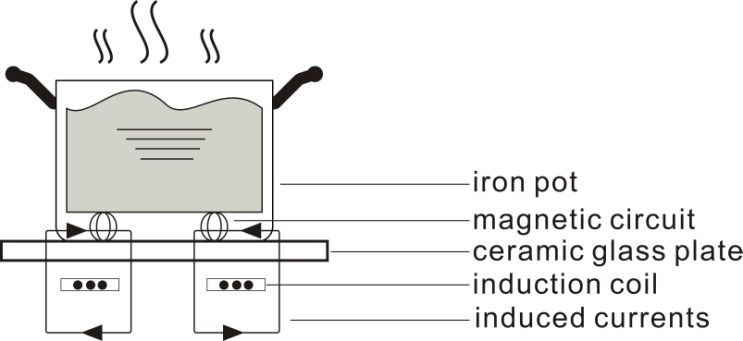 iron pot
magnetic circuit
ceramic glass plate
induction coil
induced currents